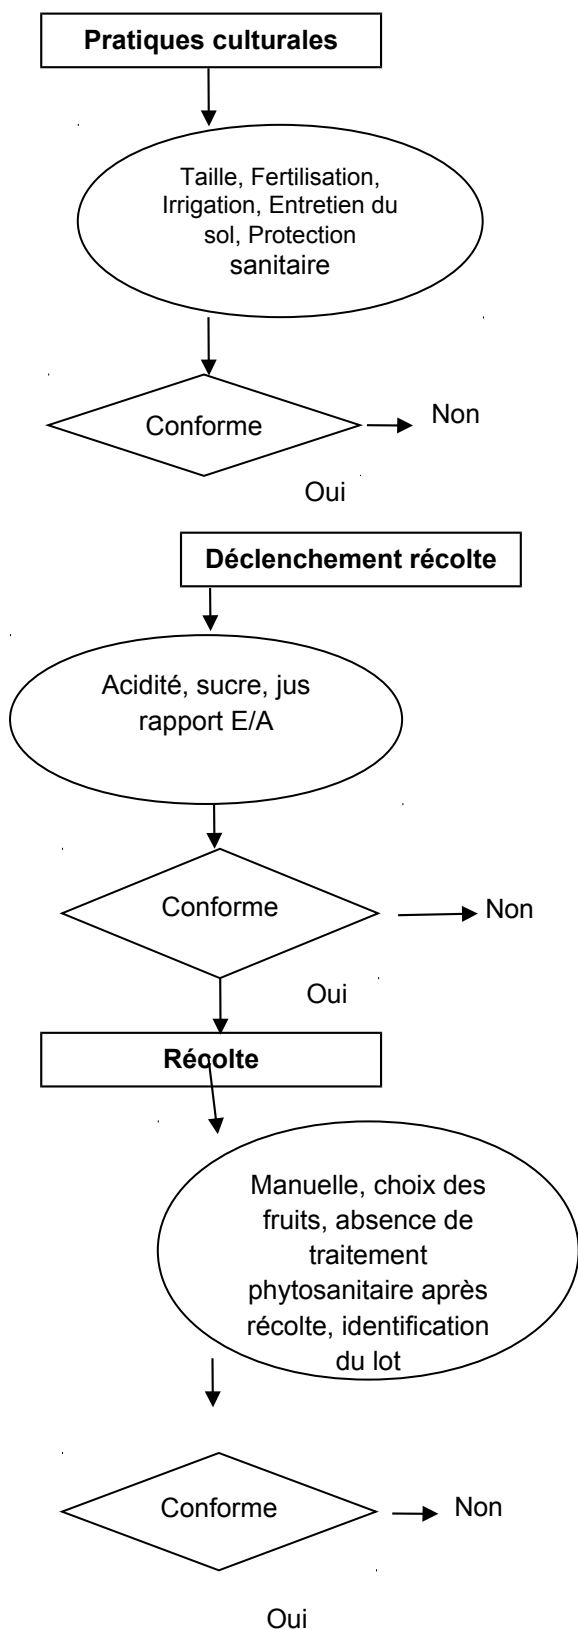 Pratiques culturales
Taille, Fertilisation,
Irrigation, Entretien du
sol, Protection
sanitaire
Conforme
Non
Oui
Déclenchement récolte
Acidité, sucre, jus
rapport E/A
Conforme
Non
Oui
Récolte
Manuelle, choix des
fruits, absence de
traitement
phytosanitaire après
récolte, identification
du lot
Conforme
Non
Oui